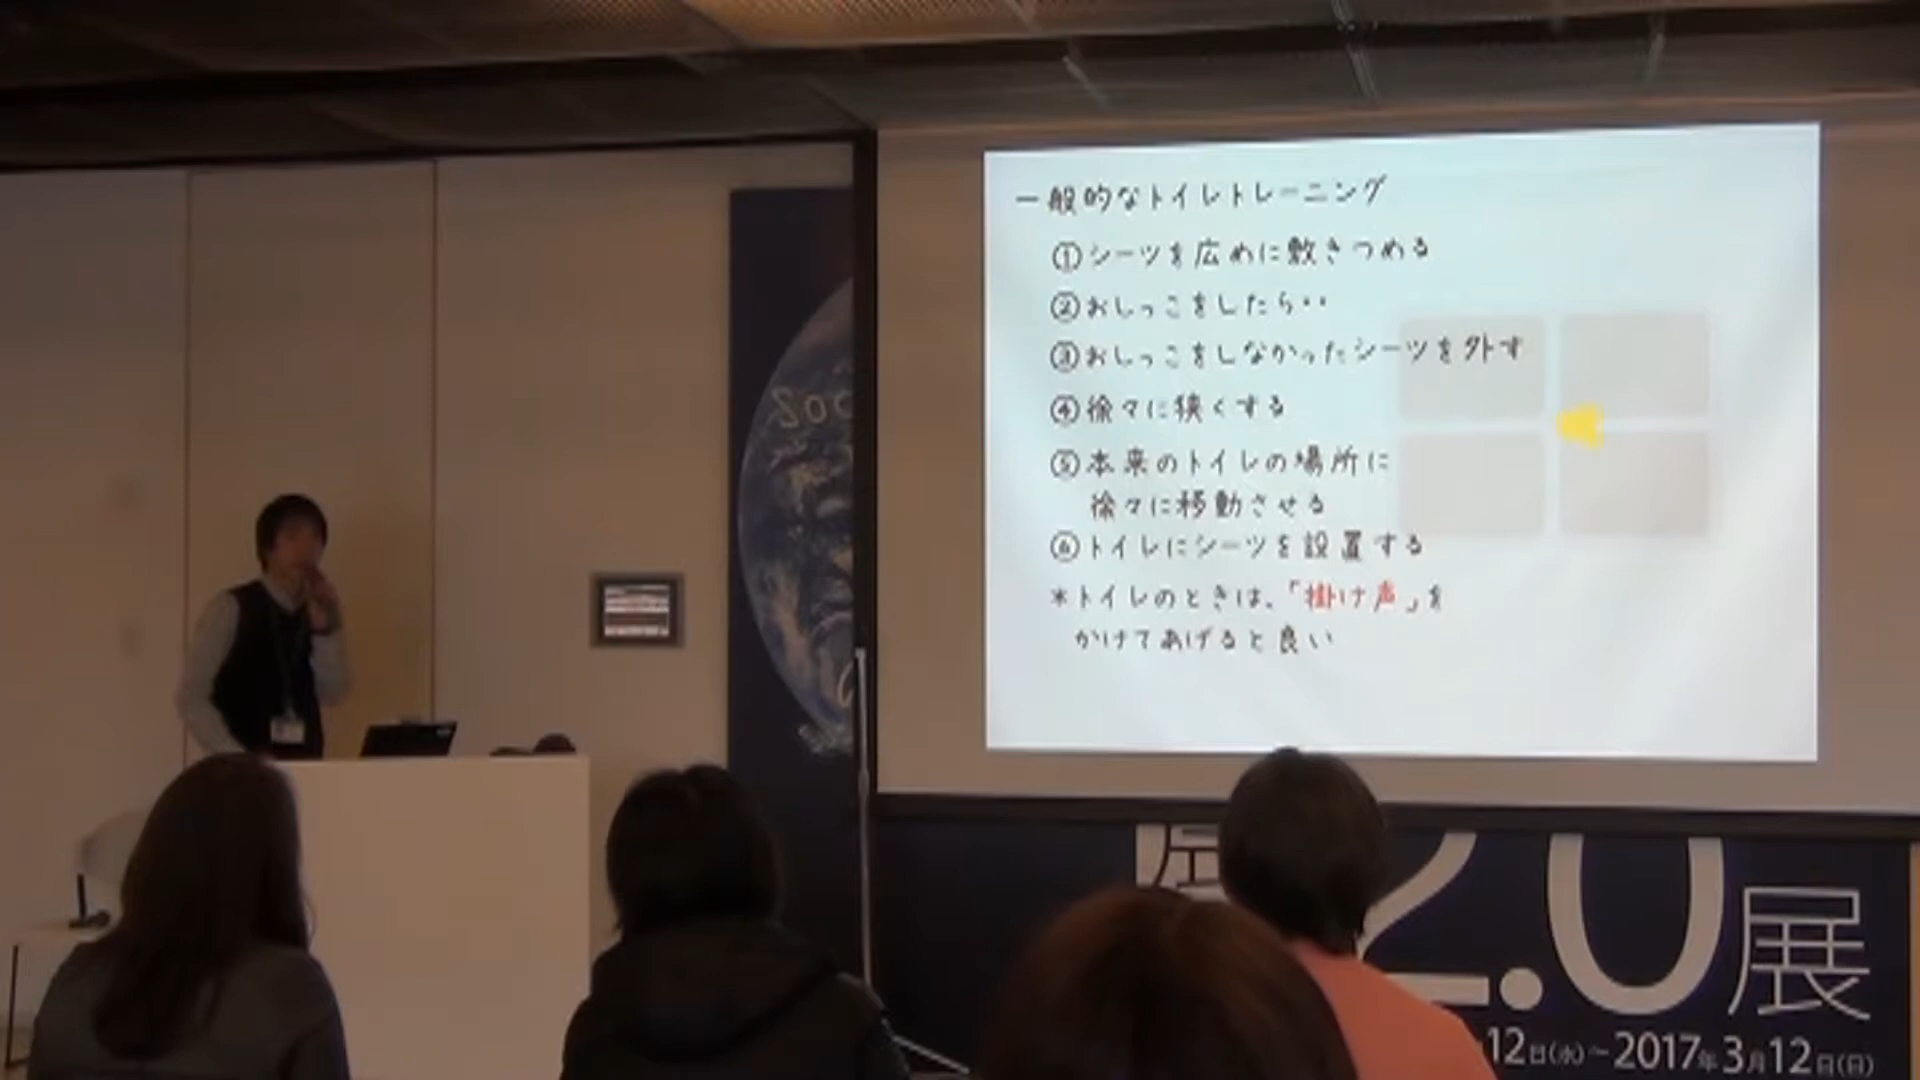 一般的なトイレトレーニング
①シーツを広めに敷きつめる
②おしっこをしたら・・
③おしっこをしなかったシーツを外す
④徐々に狭くする
⑤本来のトイレの場所に
徐々に移動させる
⑥トイレにシーツを設置する
*トイレのときは、「掛け声」を
かけてあげると良い
2.0展
12日(水)～2017年3月12日(日)